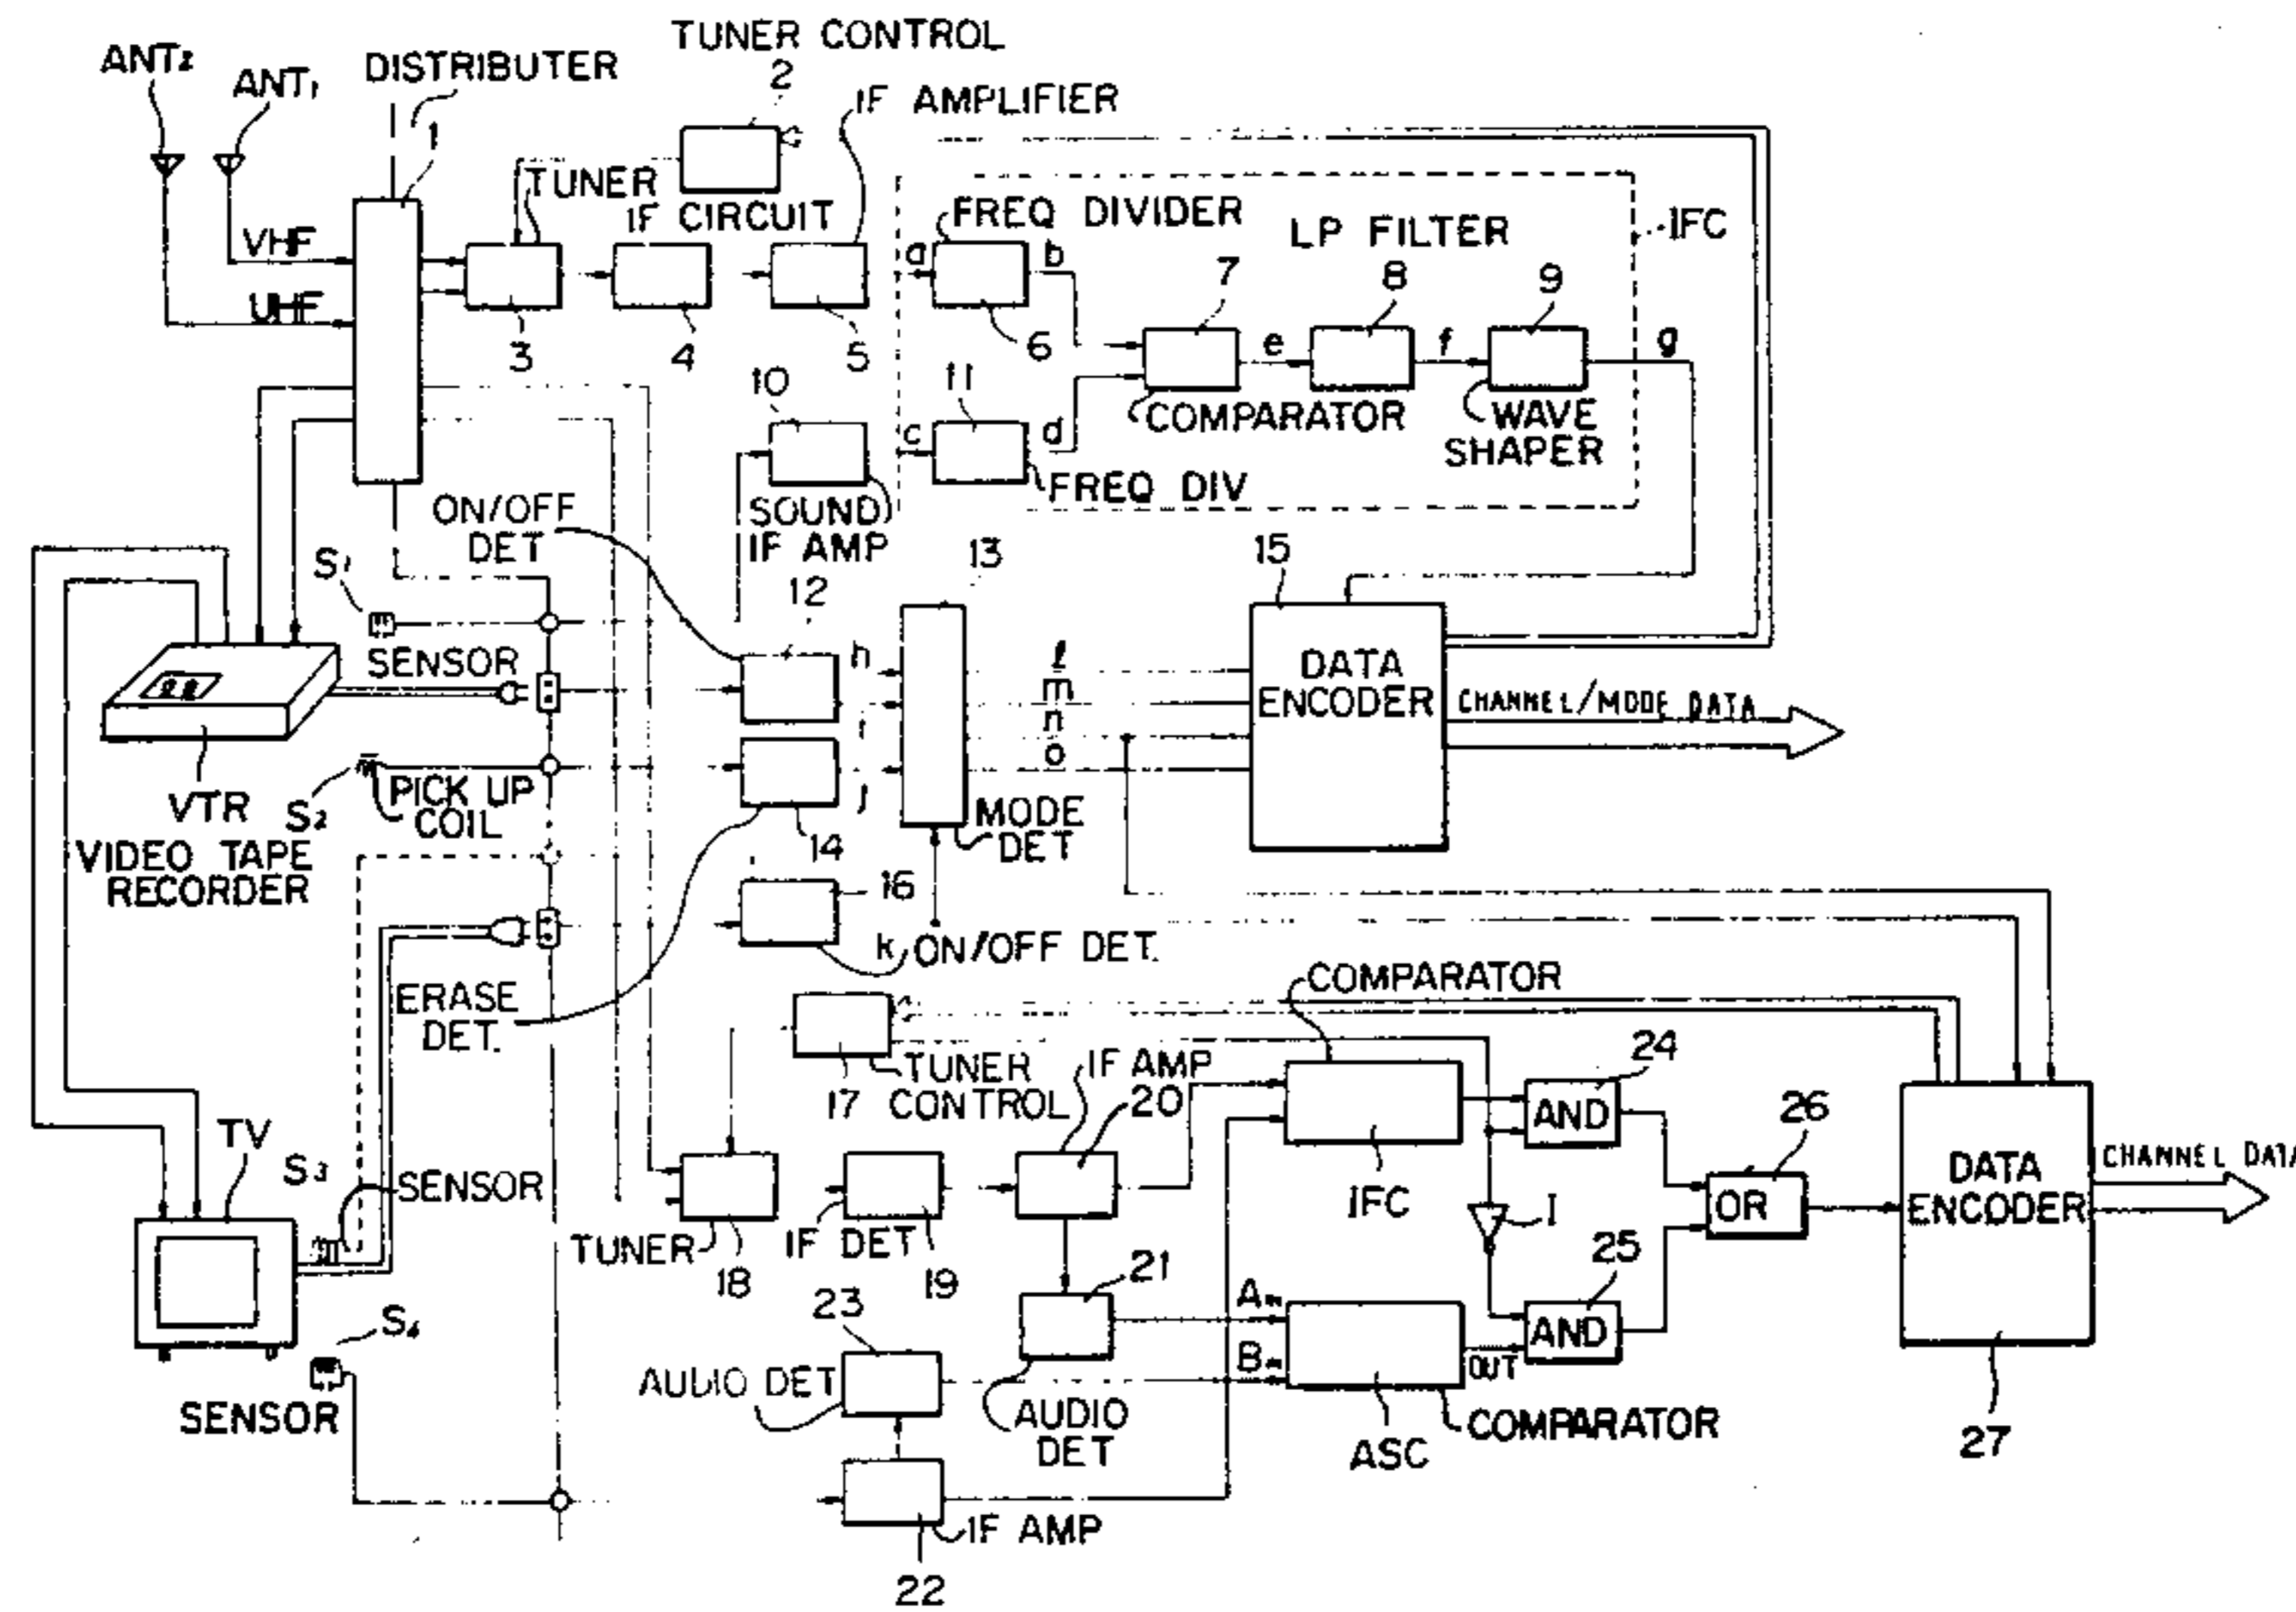 TUNER CONTROL
2
ANT2
ANT1
DISTRIBUTER
1
IF AMPLIFIER
TUNER
IF CIRCUIT
FREQ DIVIDER
LP FILTER
IFC
VHF
UHF
a
b
7
8
9
3
4
5
6
e
f
g
10
11
c
d
COMPARATOR
WAVE
SHAPER
FREQ DIV
SOUND
IF AMP
ON/OFF
DET
S1
12
13
15
SENSOR
h
i
j
l
m
n
o
DATA
ENCODER
CHANNEL/MODE DATA
VTR
VIDEO TAPE
RECORDER
S2
PICK UP
COIL
14
MODE
DET
16
k
ON/OFF DET.
ERASE
DET.
COMPARATOR
17
TUNER
CONTROL
IF AMP
20
24
AND
26
TV
S3
SENSOR
TUNER
18
IF DET
19
IFC
I
OR
DATA
ENCODER
CHANNEL DATA
21
25
AND
S4
SENSOR
23
AUDIO DET
AIN
BIN
OUT
AUDIO
DET
ASC
COMPARATOR
27
IF AMP
22